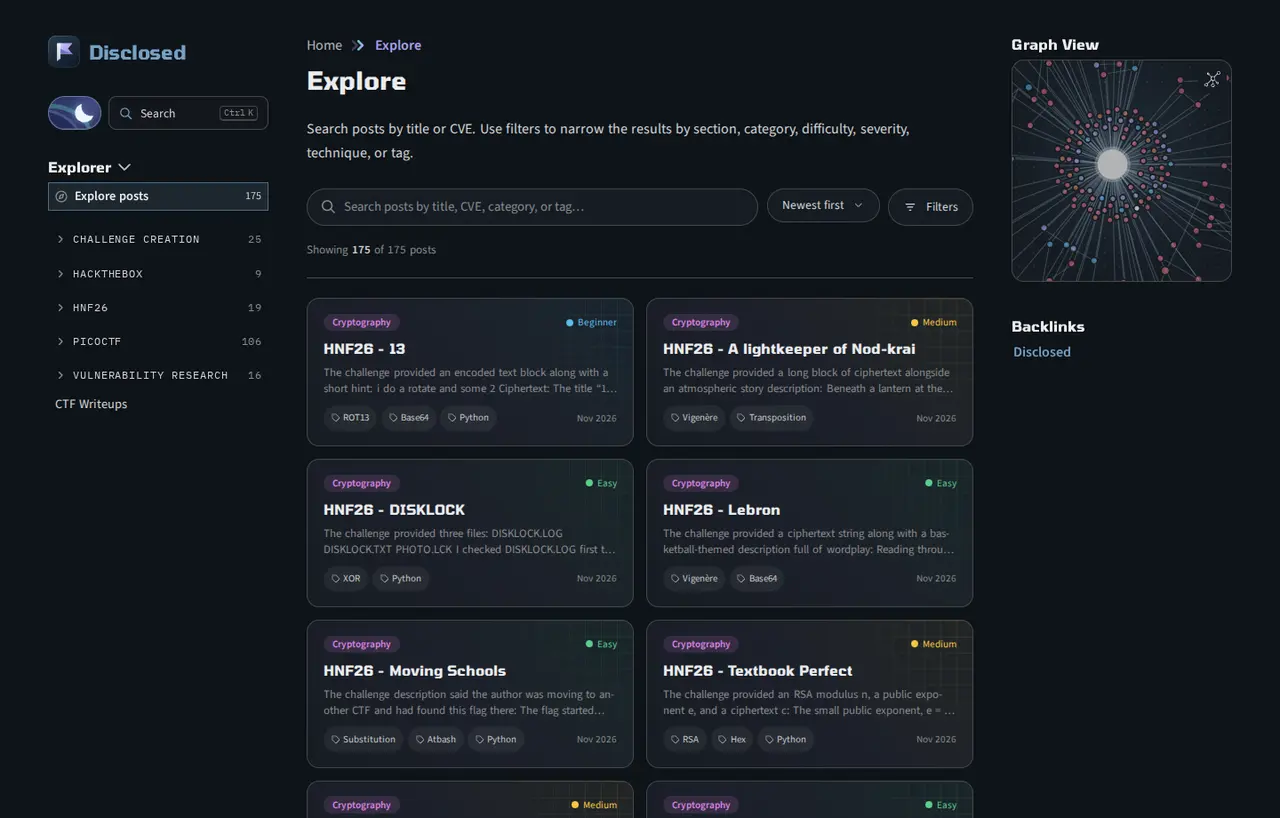 Disclosed
Search
Ctrl K
Explorer
Explore posts 175
CHALLENGE CREATION 25
HACKTHEBOX 9
HNF26 19
PICOCTF 106
VULNERABILITY RESEARCH 16
CTF Writeups
Home Explore
Explore
Search posts by title or CVE. Use filters to narrow the results by section, category, difficulty, severity,
technique, or tag.
Search posts by title, CVE, category, or tag…
Newest first
Filters
Showing 175 of 175 posts
Cryptography Beginner
HNF26 - 13
The challenge provided an encoded text block along with a
short hint: i do a rotate and some 2 Ciphertext: The title "1…
ROT13 Base64 Python Nov 2026
Cryptography Medium
HNF26 - A lightkeeper of Nod-krai
The challenge provided a long block of ciphertext alongside
an atmospheric story description: Beneath a lantern at the…
Vigenère Transposition Nov 2026
Cryptography Easy
HNF26 - DISKLOCK
The challenge provided three files: DISKLOCK.LOG
DISKLOCK.TXT PHOTO.LCK I checked DISKLOCK.LOG first t…
XOR Python Nov 2026
Cryptography Easy
HNF26 - Lebron
The challenge provided a ciphertext string along with a bas-
ketball-themed description full of wordplay: Reading throu…
Vigenère Base64 Nov 2026
Cryptography Easy
HNF26 - Moving Schools
The challenge description said the author was moving to an-
other CTF and had found this flag there: The flag started…
Substitution Atbash Python Nov 2026
Cryptography Medium
HNF26 - Textbook Perfect
The challenge provided an RSA modulus n, a public expo-
nent e, and a ciphertext c: The small public exponent, e = …
RSA Hex Python Nov 2026
Cryptography Medium
Cryptography Easy
Graph View
Backlinks
Disclosed